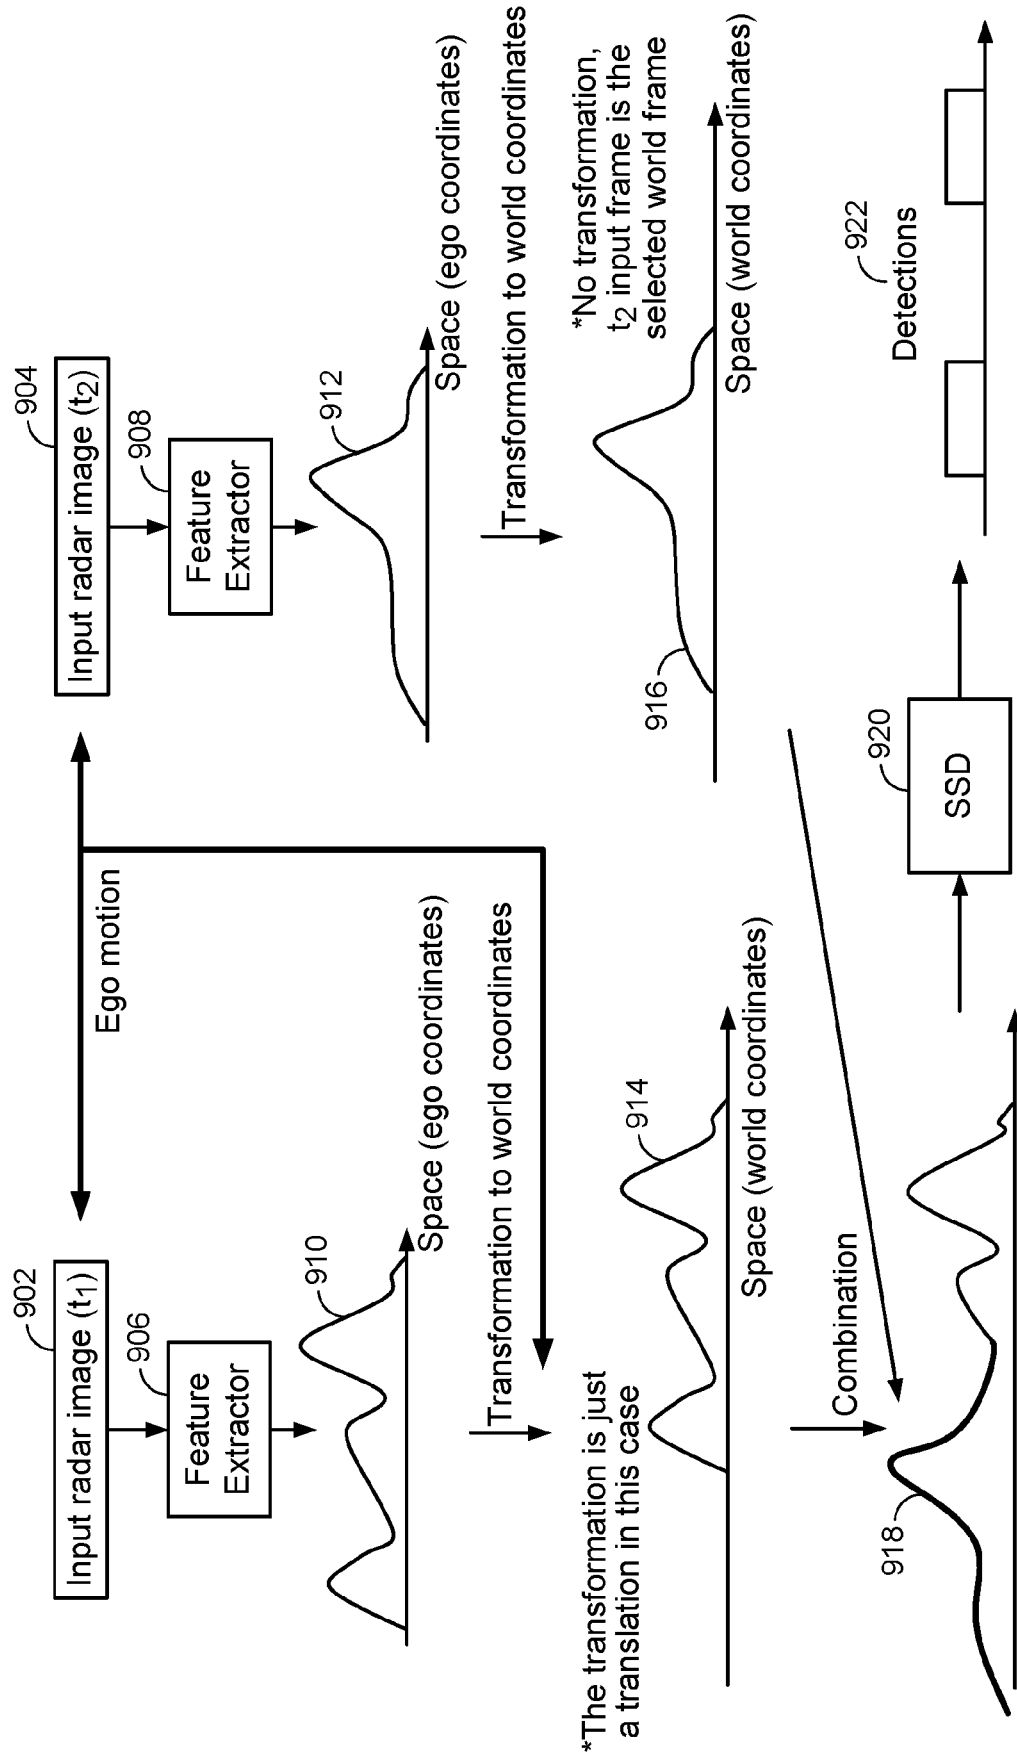 902
Input radar image (t1)
906
Feature
Extractor
910
Space (ego coordinates)
Transformation to world coordinates
*The transformation is just
a translation in this case
914
Space (world coordinates)
Combination
918
Ego motion
904
Input radar image (t2)
908
Feature
Extractor
912
Space (ego coordinates)
Transformation to world coordinates
*No transformation,
t2 input frame is the
selected world frame
916
Space (world coordinates)
920
SSD
922
Detections